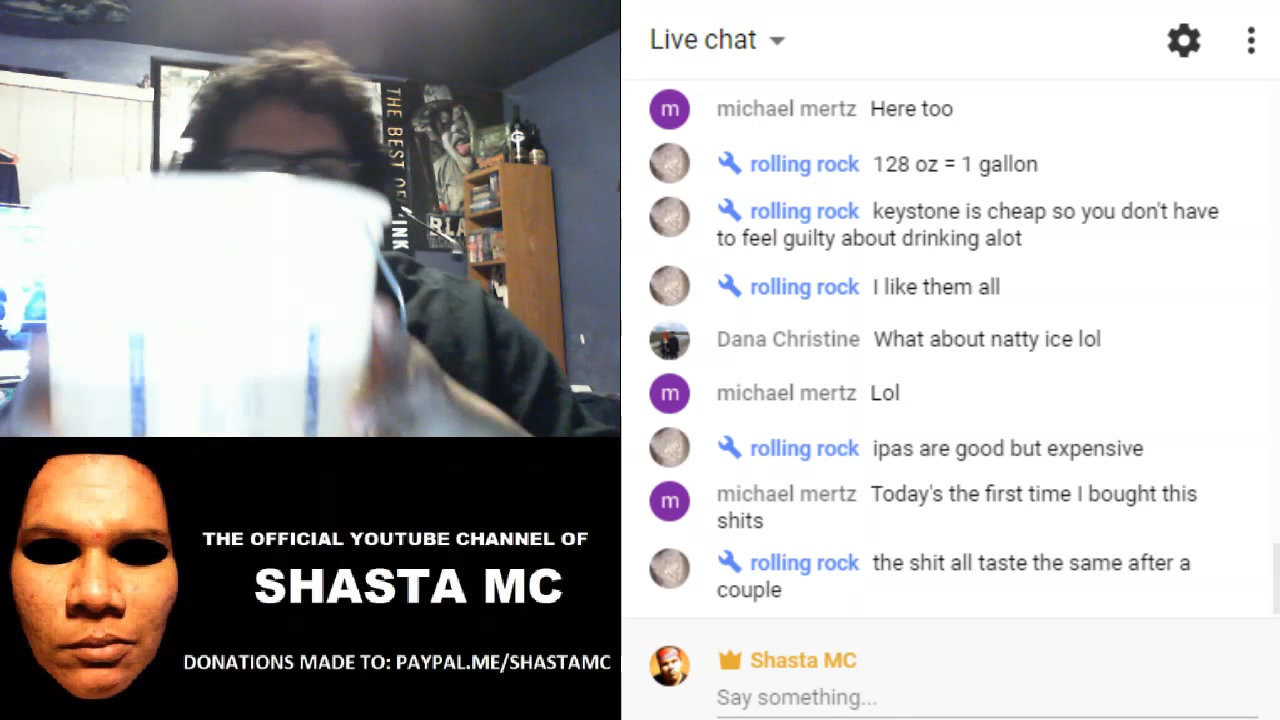 THE BEST OF
INK
BLA
THE OFFICIAL YOUTUBE CHANNEL OF
SHASTA MC
DONATIONS MADE TO: PAYPAL.ME/SHASTAMC
Live chat
m michael mertz Here too
rolling rock 128 oz = 1 gallon
rolling rock keystone is cheap so you don't have
to feel guilty about drinking alot
rolling rock I like them all
Dana Christine What about natty ice lol
m michael mertz Lol
rolling rock ipas are good but expensive
m michael mertz Today's the first time I bought this
shits
rolling rock the shit all taste the same after a
couple
Shasta MC
Say something...